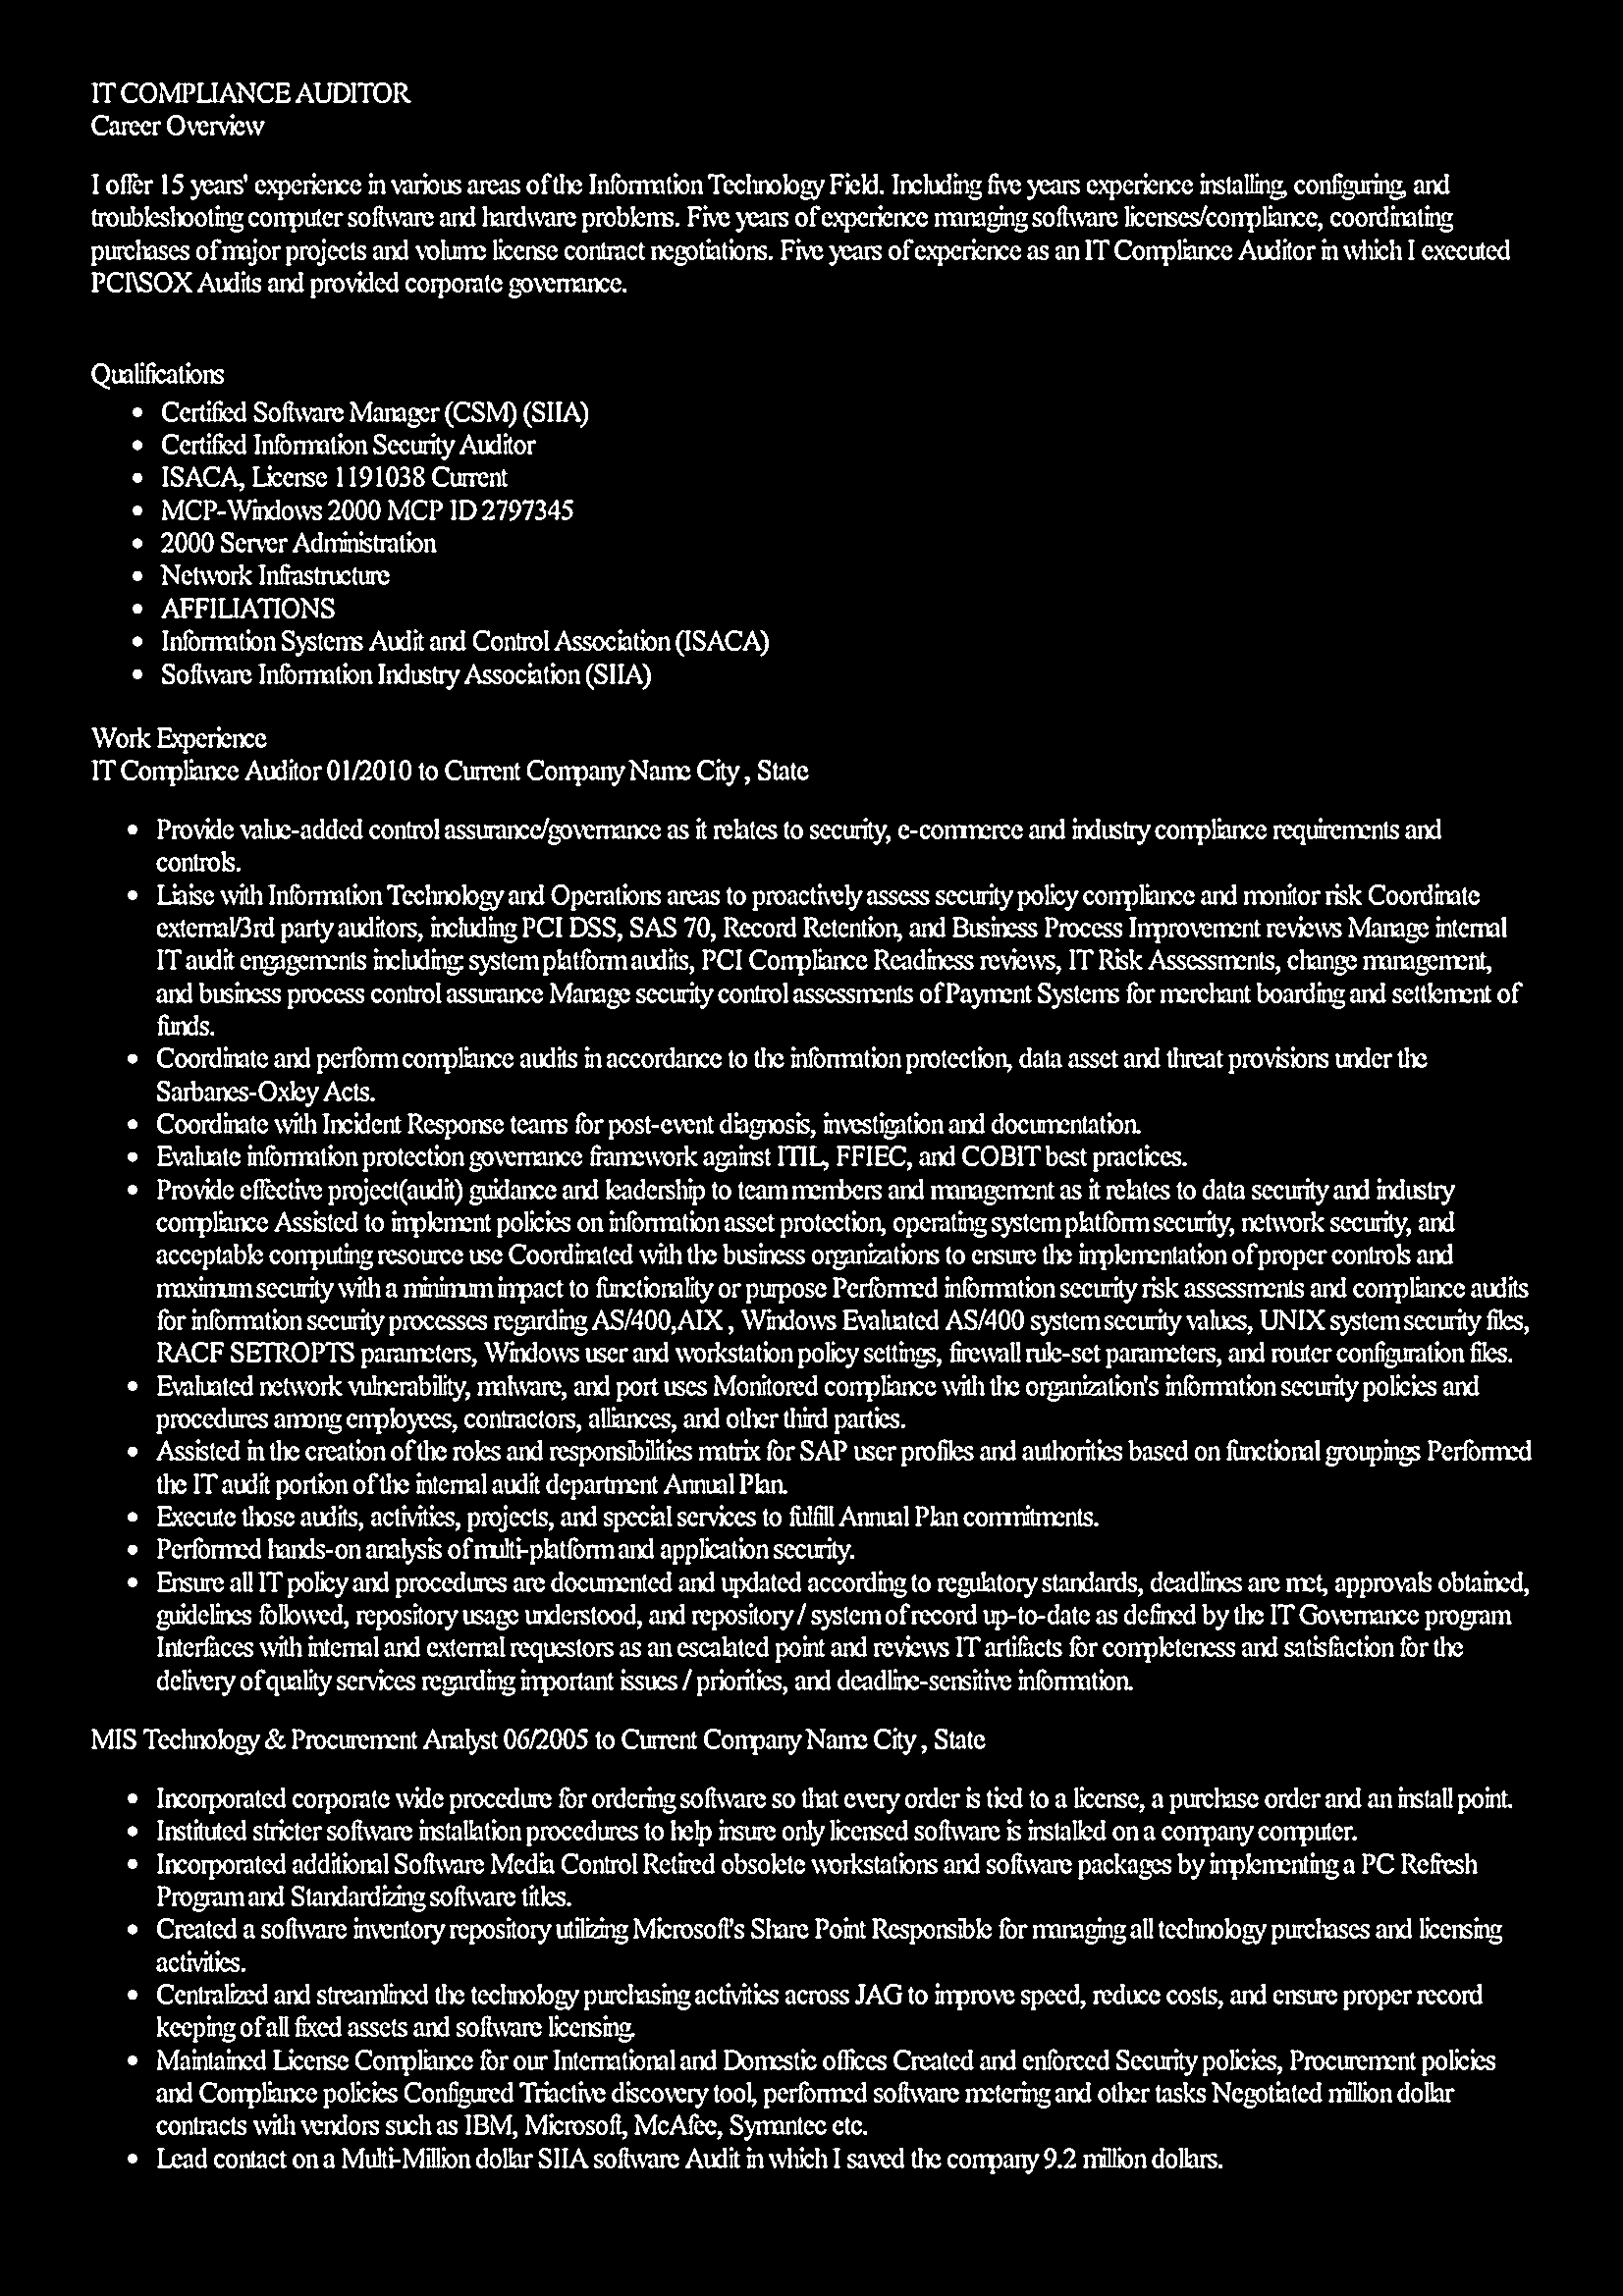 IT COMPLIANCE AUDITOR
Career Overview
I offer 15 years' experience in various areas of the Information Technology Field. Including five years experience installing, configuring, and
troubleshooting computer software and hardware problems. Five years of experience managing software licenses/compliance, coordinating
purchases of major projects and volume license contract negotiations. Five years of experience as an IT Compliance Auditor in which I executed
PCI\SOX Audits and provided corporate governance.
Qualifications
• Certified Software Manager (CSM) (SIIA)
• Certified Information Security Auditor
• ISACA, License 1191038 Current
• MCP-Windows 2000 MCP ID 2797345
• 2000 Server Administration
• Network Infrastructure
• AFFILIATIONS
• Information Systems Audit and Control Association (ISACA)
• Software Information Industry Association (SIIA)
Work Experience
IT Compliance Auditor 01/2010 to Current Company Name City , State
• Provide value-added control assurance/governance as it relates to security, e-commerce and industry compliance requirements and
controls.
• Liaise with Information Technology and Operations areas to proactively assess security policy compliance and monitor risk Coordinate
external/3rd party auditors, including PCI DSS, SAS 70, Record Retention, and Business Process Improvement reviews Manage internal
IT audit engagements including: system platform audits, PCI Compliance Readiness reviews, IT Risk Assessments, change management,
and business process control assurance Manage security control assessments of Payment Systems for merchant boarding and settlement of
funds.
• Coordinate and perform compliance audits in accordance to the information protection, data asset and threat provisions under the
Sarbanes-Oxley Acts.
• Coordinate with Incident Response teams for post-event diagnosis, investigation and documentation.
• Evaluate information protection governance framework against ITIL, FFIEC, and COBIT best practices.
• Provide effective project(audit) guidance and leadership to team members and management as it relates to data security and industry
compliance Assisted to implement policies on information asset protection, operating system platform security, network security, and
acceptable computing resource use Coordinated with the business organizations to ensure the implementation of proper controls and
maximum security with a minimum impact to functionality or purpose Performed information security risk assessments and compliance audits
for information security processes regarding AS/400,AIX , Windows Evaluated AS/400 system security values, UNIX system security files,
RACF SETROPTS parameters, Windows user and workstation policy settings, firewall rule-set parameters, and router configuration files.
• Evaluated network vulnerability, malware, and port uses Monitored compliance with the organization's information security policies and
procedures among employees, contractors, alliances, and other third parties.
• Assisted in the creation of the roles and responsibilities matrix for SAP user profiles and authorities based on functional groupings Performed
the IT audit portion of the internal audit department Annual Plan.
• Execute those audits, activities, projects, and special services to fulfill Annual Plan commitments.
• Performed hands-on analysis of multi-platform and application security.
• Ensure all IT policy and procedures are documented and updated according to regulatory standards, deadlines are met, approvals obtained,
guidelines followed, repository usage understood, and repository / system of record up-to-date as defined by the IT Governance program
Interfaces with internal and external requestors as an escalated point and reviews IT artifacts for completeness and satisfaction for the
delivery of quality services regarding important issues / priorities, and deadline-sensitive information.
MIS Technology & Procurement Analyst 06/2005 to Current Company Name City , State
• Incorporated corporate wide procedure for ordering software so that every order is tied to a license, a purchase order and an install point.
• Instituted stricter software installation procedures to help insure only licensed software is installed on a company computer.
• Incorporated additional Software Media Control Retired obsolete workstations and software packages by implementing a PC Refresh
Program and Standardizing software titles.
• Created a software inventory repository utilizing Microsoft's Share Point Responsible for managing all technology purchases and licensing
activities.
• Centralized and streamlined the technology purchasing activities across JAG to improve speed, reduce costs, and ensure proper record
keeping of all fixed assets and software licensing.
• Maintained License Compliance for our International and Domestic offices Created and enforced Security policies, Procurement policies
and Compliance policies Configured Triactive discovery tool, performed software metering and other tasks Negotiated million dollar
contracts with vendors such as IBM, Microsoft, McAfee, Symantec etc.
• Lead contact on a Multi-Million dollar SIIA software Audit in which I saved the company 9.2 million dollars.